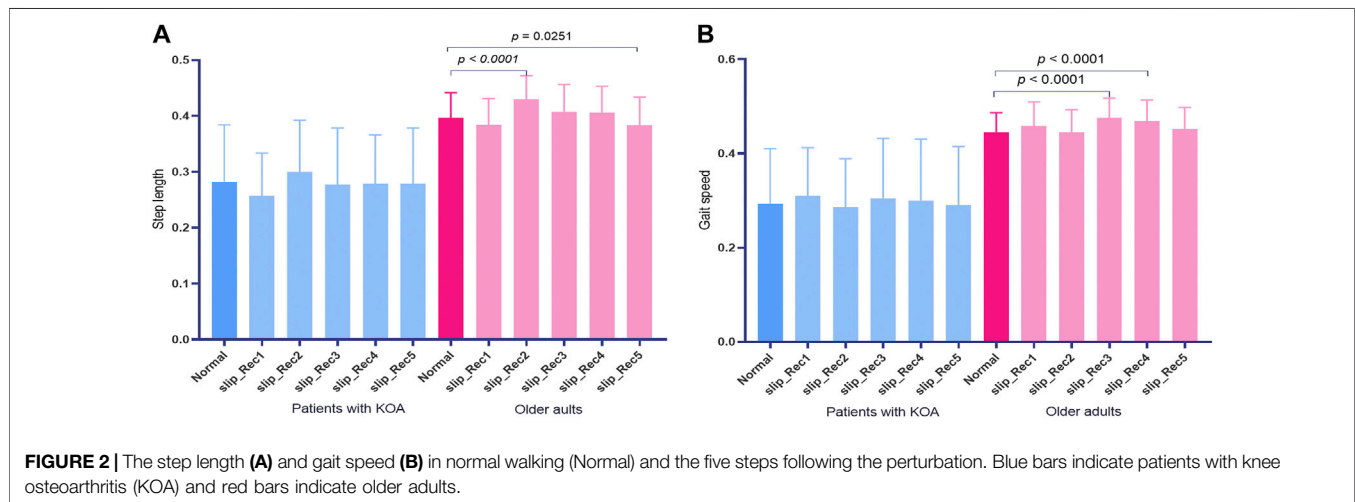 A
p = 0.0251
p < 0.0001
0.5
0.4
0.3
0.2
0.1
0.0
Step length
Normal
slip_Rec1
slip_Rec2
slip_Rec3
slip_Rec4
slip_Rec5
Normal
slip_Rec1
slip_Rec2
slip_Rec3
slip_Rec4
slip_Rec5
Patients with KOA
Older aults
B
p < 0.0001
p < 0.0001
0.6
0.4
0.2
0.0
Gait speed
Normal
slip_Rec1
slip_Rec2
slip_Rec3
slip_Rec4
slip_Rec5
Normal
slip_Rec1
slip_Rec2
slip_Rec3
slip_Rec4
slip_Rec5
Patients with KOA
Older adults
FIGURE 2 | The step length (A) and gait speed (B) in normal walking (Normal) and the five steps following the perturbation. Blue bars indicate patients with knee
osteoarthritis (KOA) and red bars indicate older adults.